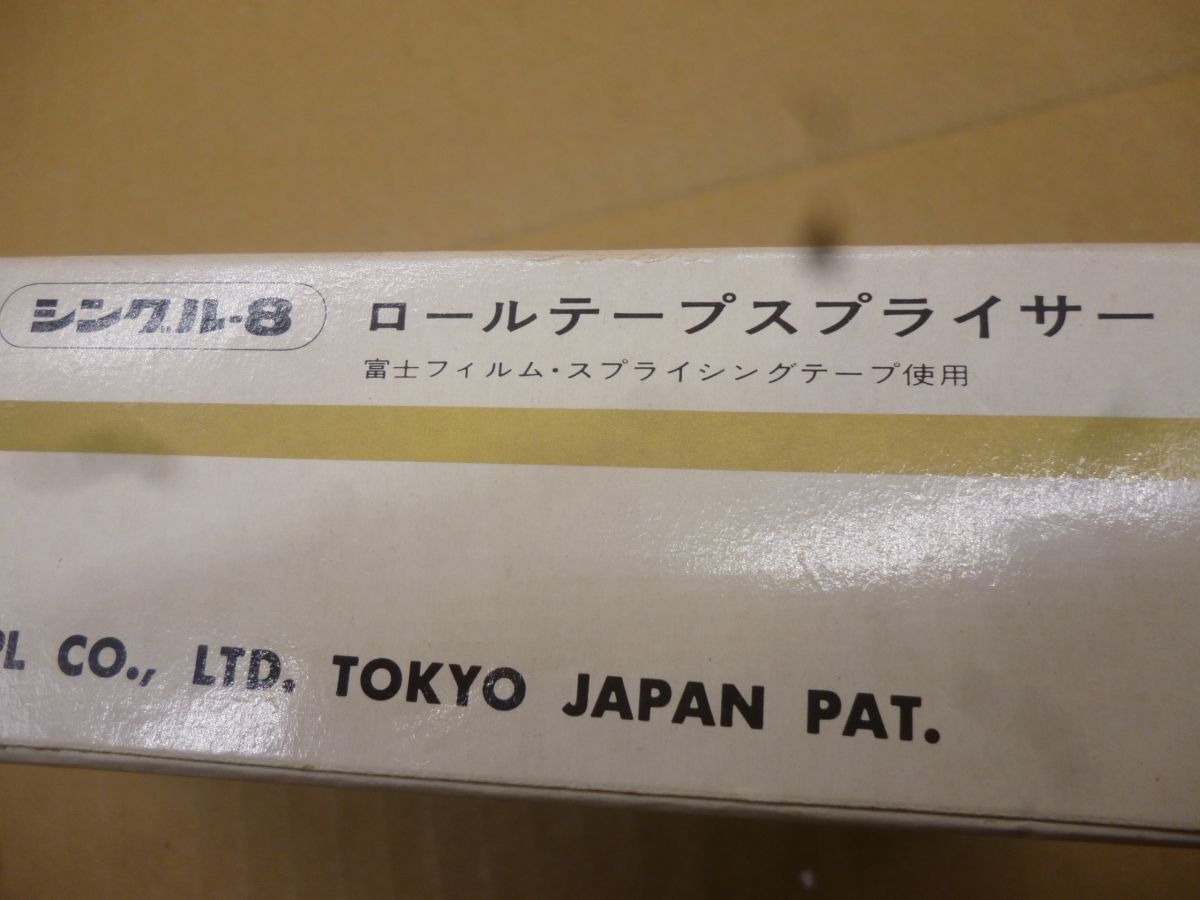 シングル-8 ロールテープスプライサー
富士フィルム・スプライシングテープ使用
CO., LTD. TOKYO JAPAN PAT.